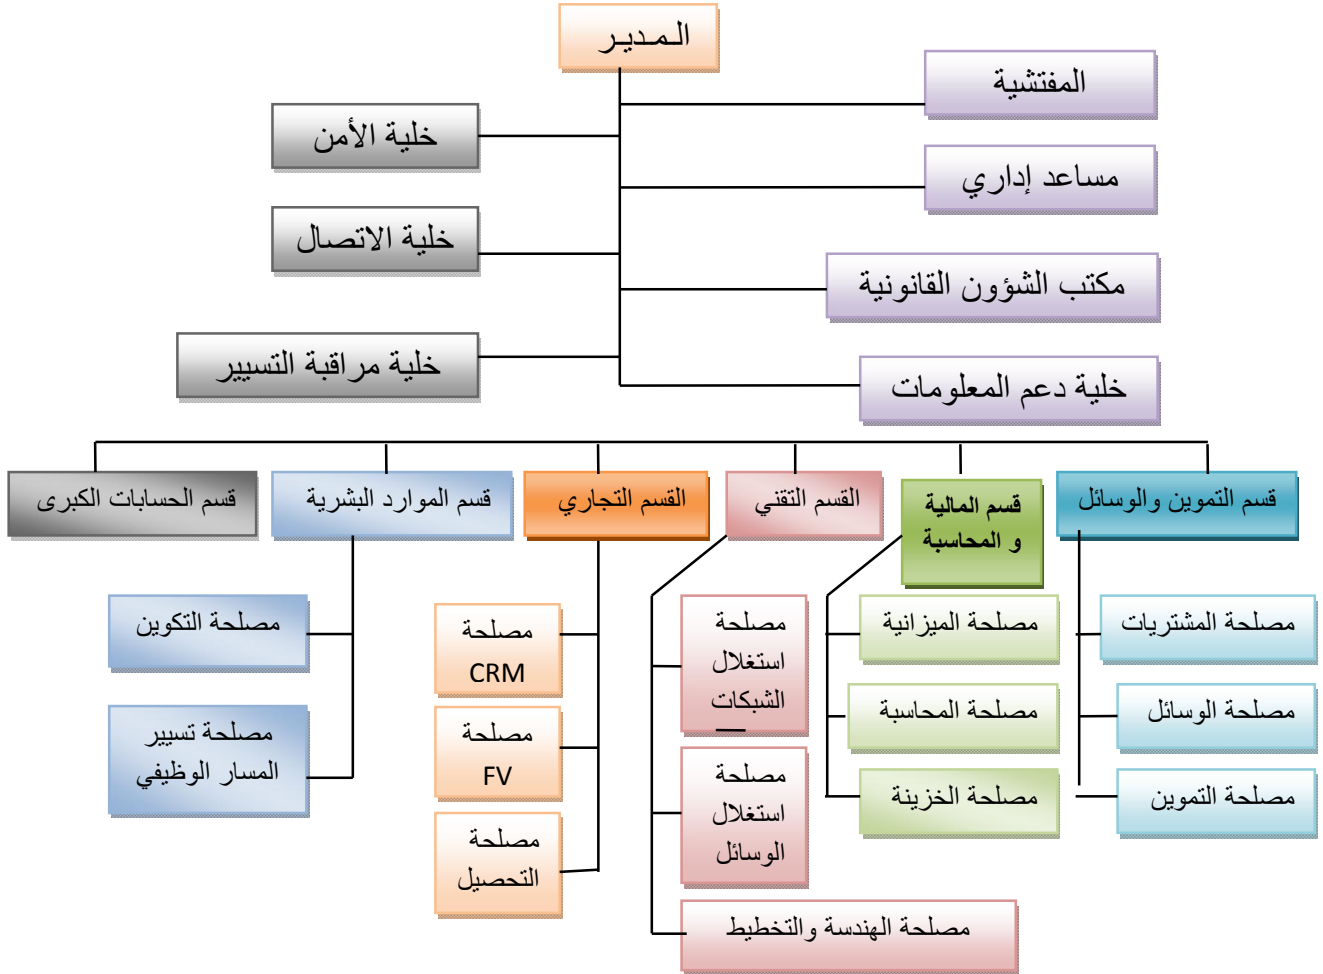 الـمـديـر
المفتشية
خلية الأمن
مساعد إداري
خلية الاتصال
مكتب الشؤون القانونية
خلية مراقبة التسيير
خلية دعم المعلومات
قسم التموين والوسائل
قسم المالية
و المحاسبة
القسم التقني
القسم التجاري
قسم الموارد البشرية
قسم الحسابات الكبرى
مصلحة المشتريات
مصلحة الوسائل
مصلحة التموين
مصلحة الميزانية
مصلحة المحاسبة
مصلحة الخزينة
مصلحة
استغلال
الشبكات
مصلحة
استغلال
الوسائل
مصلحة الهندسة والتخطيط
مصلحة
CRM
مصلحة
FV
مصلحة
التحصيل
مصلحة التكوين
مصلحة تسيير
المسار الوظيفي